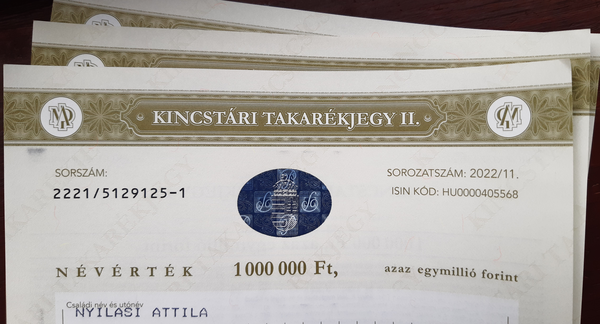 KINCSTÁRI TAKARÉKJEGY II.
SORSZÁM:
2221/5129125-1
SOROZATSZÁM: 2022/11.
ISIN KÓD: HU0000405568
NÉVÉRTÉK 1 000 000 Ft, azaz egymillió forint
Családi név és utónév
NYILASI ATTILA